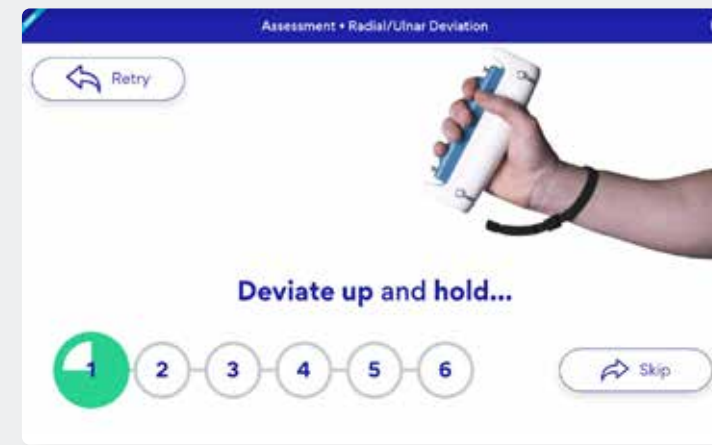 Assessment • Radial/Ulnar Deviation
Retry
Deviate up and hold...
1 2 3 4 5 6
Skip